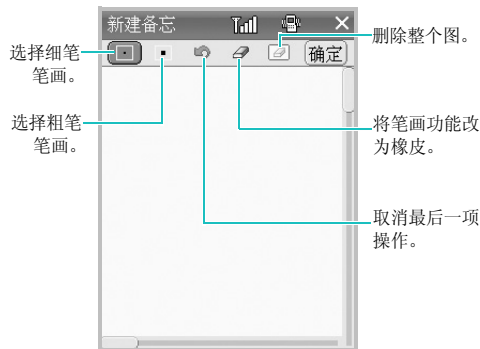 新建备忘
确定
选择细笔
笔画。
选择粗笔
笔画。
删除整个图。
将笔画功能改
为橡皮。
取消最后一项
操作。